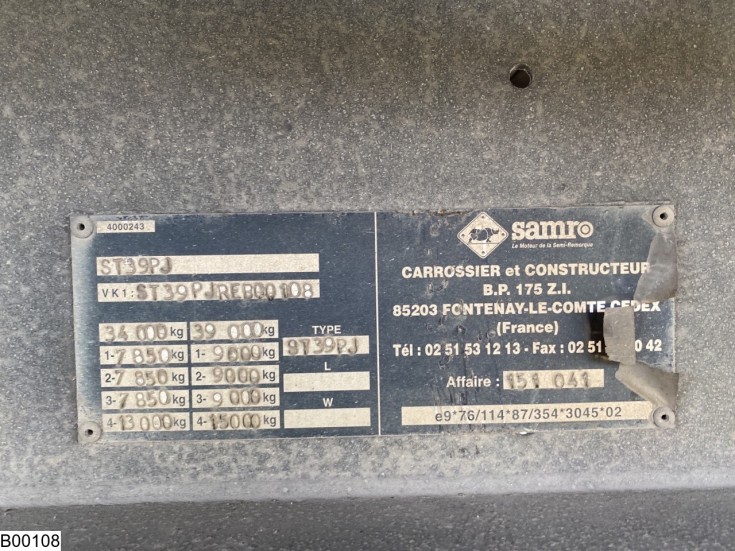 4000243
ST39PJ
VK1: ST39PJREB00108
34 000 kg 39 000 kg
1- 7 850 kg 1- 9000 kg
2- 7 850 kg 2- 9000 kg
3- 7 850 kg 3- 9 000 kg
4- 13 000 kg 4- 15000 kg
TYPE
ST39PJ
L
W
samro
Le Moteur de la Semi-Remorque
CARROSSIER et CONSTRUCTEUR
B.P. 175 Z.I.
85203 FONTENAY-LE-COMTE CEDEX
(France)
Tél : 02 51 53 12 13 - Fax : 02 51 0 42
Affaire : 151 041
e9*76/114*87/354*3045*02
B00108